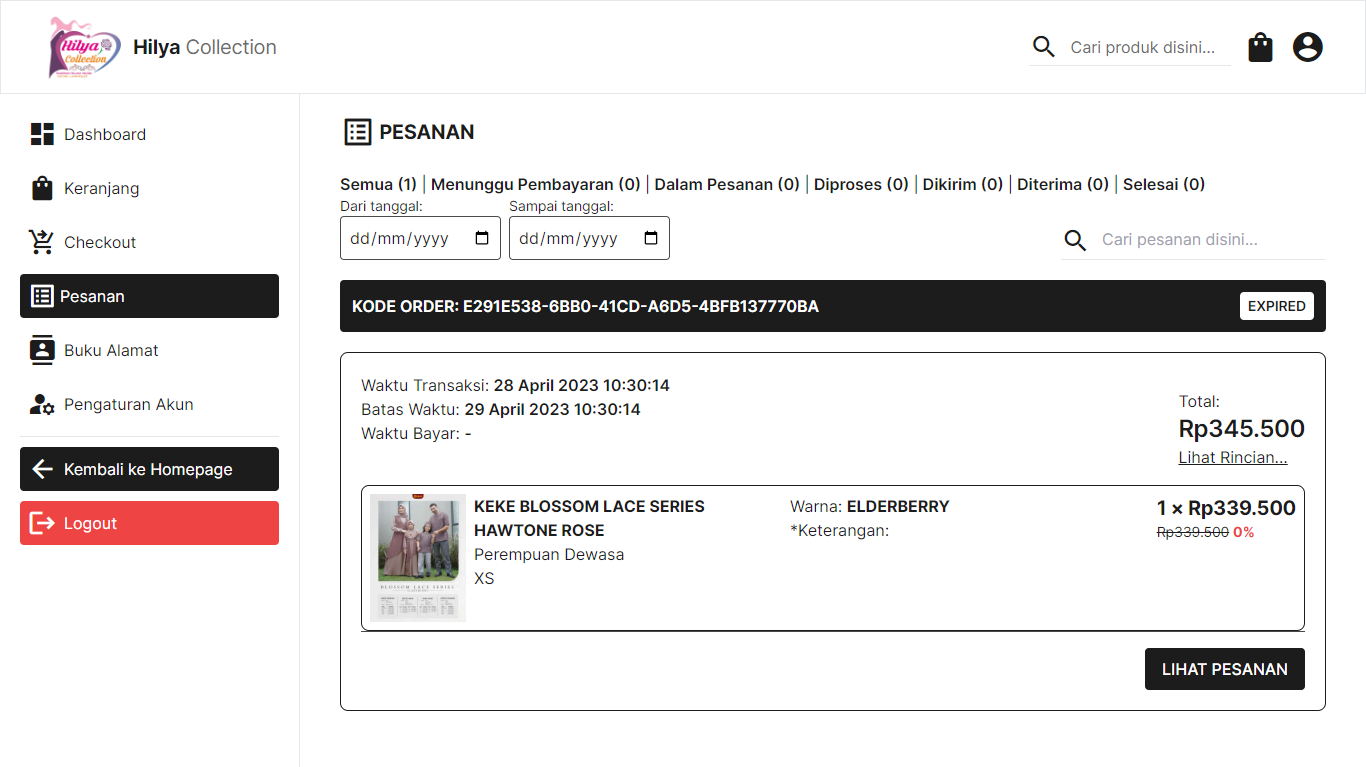 Hilya
Collection
Hilya Collection
Cari produk disini...
Dashboard
Keranjang
Checkout
Pesanan
Buku Alamat
Pengaturan Akun
Kembali ke Homepage
Logout
PESANAN
Semua (1) | Menunggu Pembayaran (0) | Dalam Pesanan (0) | Diproses (0) | Dikirim (0) | Diterima (0) | Selesai (0)
Dari tanggal: Sampai tanggal:
dd/mm/yyyy dd/mm/yyyy
Cari pesanan disini...
KODE ORDER: E291E538-6BB0-41CD-A6D5-4BFB137770BA EXPIRED
Waktu Transaksi: 28 April 2023 10:30:14
Batas Waktu: 29 April 2023 10:30:14
Waktu Bayar: -
Total:
Rp345.500
Lihat Rincian...
BLOSSOM LACE SERIES
KEKE BLOSSOM LACE SERIES
HAWTONE ROSE
Perempuan Dewasa
XS
Warna: ELDERBERRY
*Keterangan:
1 × Rp339.500
Rp339.500 0%
LIHAT PESANAN